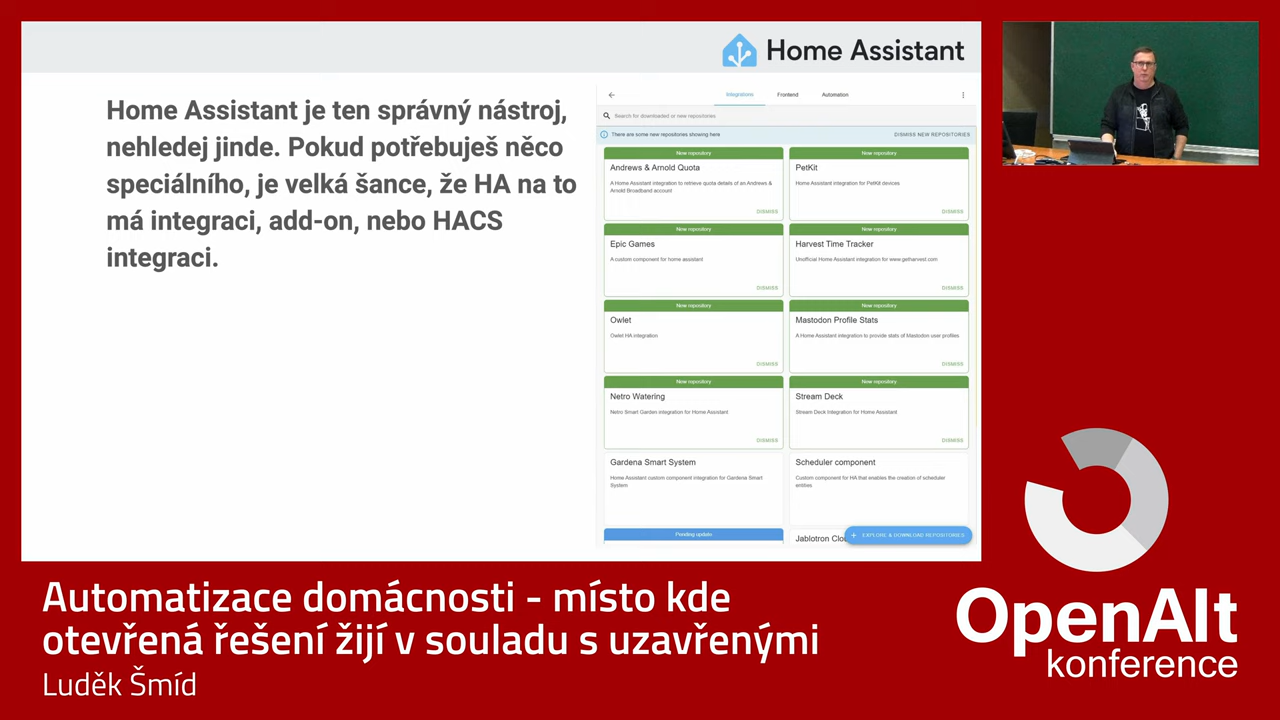 Home Assistant
Home Assistant je ten správný nástroj,
nehledej jinde. Pokud potřebuješ něco
speciálního, je velká šance, že HA na to
má integraci, add-on, nebo HACS
integraci.
Integrations Frontend Automation
Search for downloaded or new repositories
There are some new repositories showing here DISMISS NEW REPOSITORIES
New repository
Andrews & Arnold Quota
A Home Assistant integration to retrieve quota details of an Andrews &
Arnold Broadband account
DISMISS
New repository
PetKit
Home Assistant integration for PetKit devices
DISMISS
New repository
Epic Games
A custom component for home assistant
DISMISS
New repository
Harvest Time Tracker
Unofficial Home Assistant integration for www.getharvest.com
DISMISS
New repository
Owlet
Owlet HA integration
DISMISS
New repository
Mastodon Profile Stats
A Home Assistant integration to provide stats of Mastodon user profiles
DISMISS
New repository
Netro Watering
Netro Smart Garden integration for Home Assistant
DISMISS
New repository
Stream Deck
Stream Deck Integration for Home Assistant
DISMISS
Gardena Smart System
Home Assistant custom component integration for Gardena Smart
System
Scheduler component
Custom component for HA that enables the creation of scheduler
entities
Pending update
Jablotron Clo
+ EXPLORE & DOWNLOAD REPOSITORIES
Automatizace domácnosti - místo kde
otevřená řešení žijí v souladu s uzavřenými
Luděk Šmíd
OpenAlt
konference